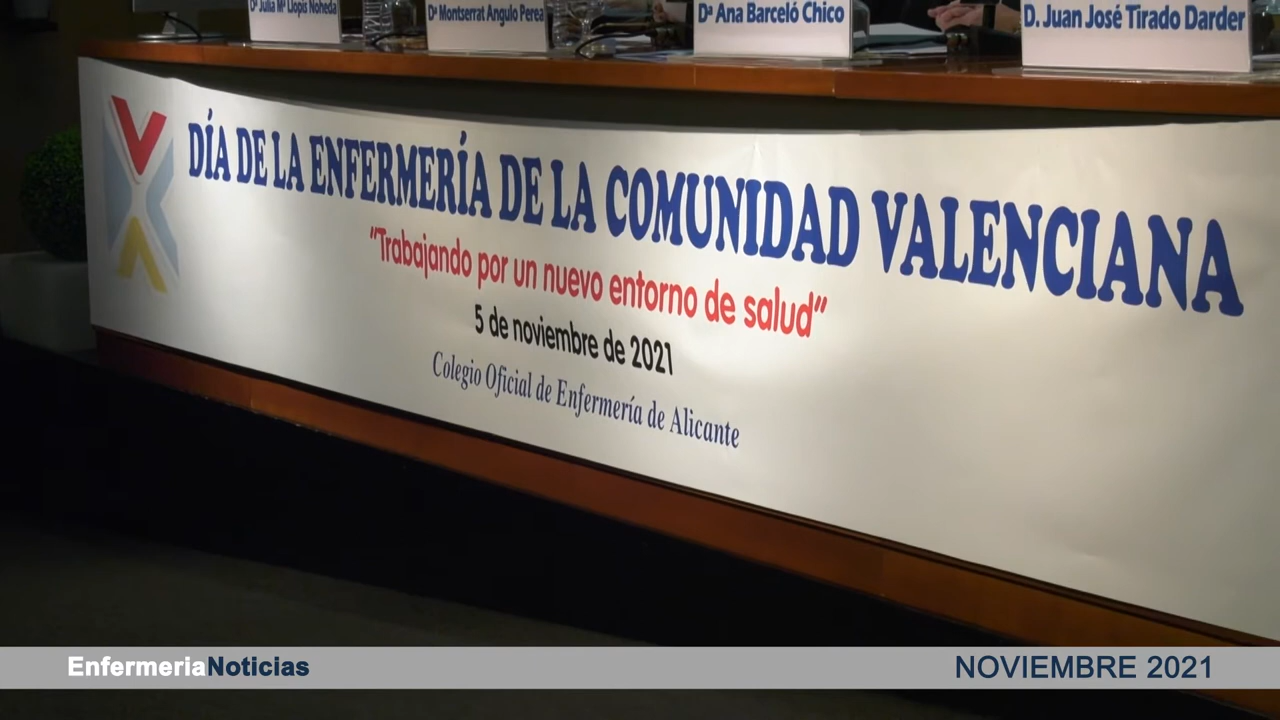 Dª Julia Mª Llopis Noheda
Dª Montserrat Angulo Perea
Dª Ana Barceló Chico
D. Juan José Tirado Darder
DÍA DE LA ENFERMERÍA DE LA COMUNIDAD VALENCIANA
“Trabajando por un nuevo entorno de salud”
5 de noviembre de 2021
Colegio Oficial de Enfermería de Alicante
EnfermeriaNoticias
NOVIEMBRE 2021